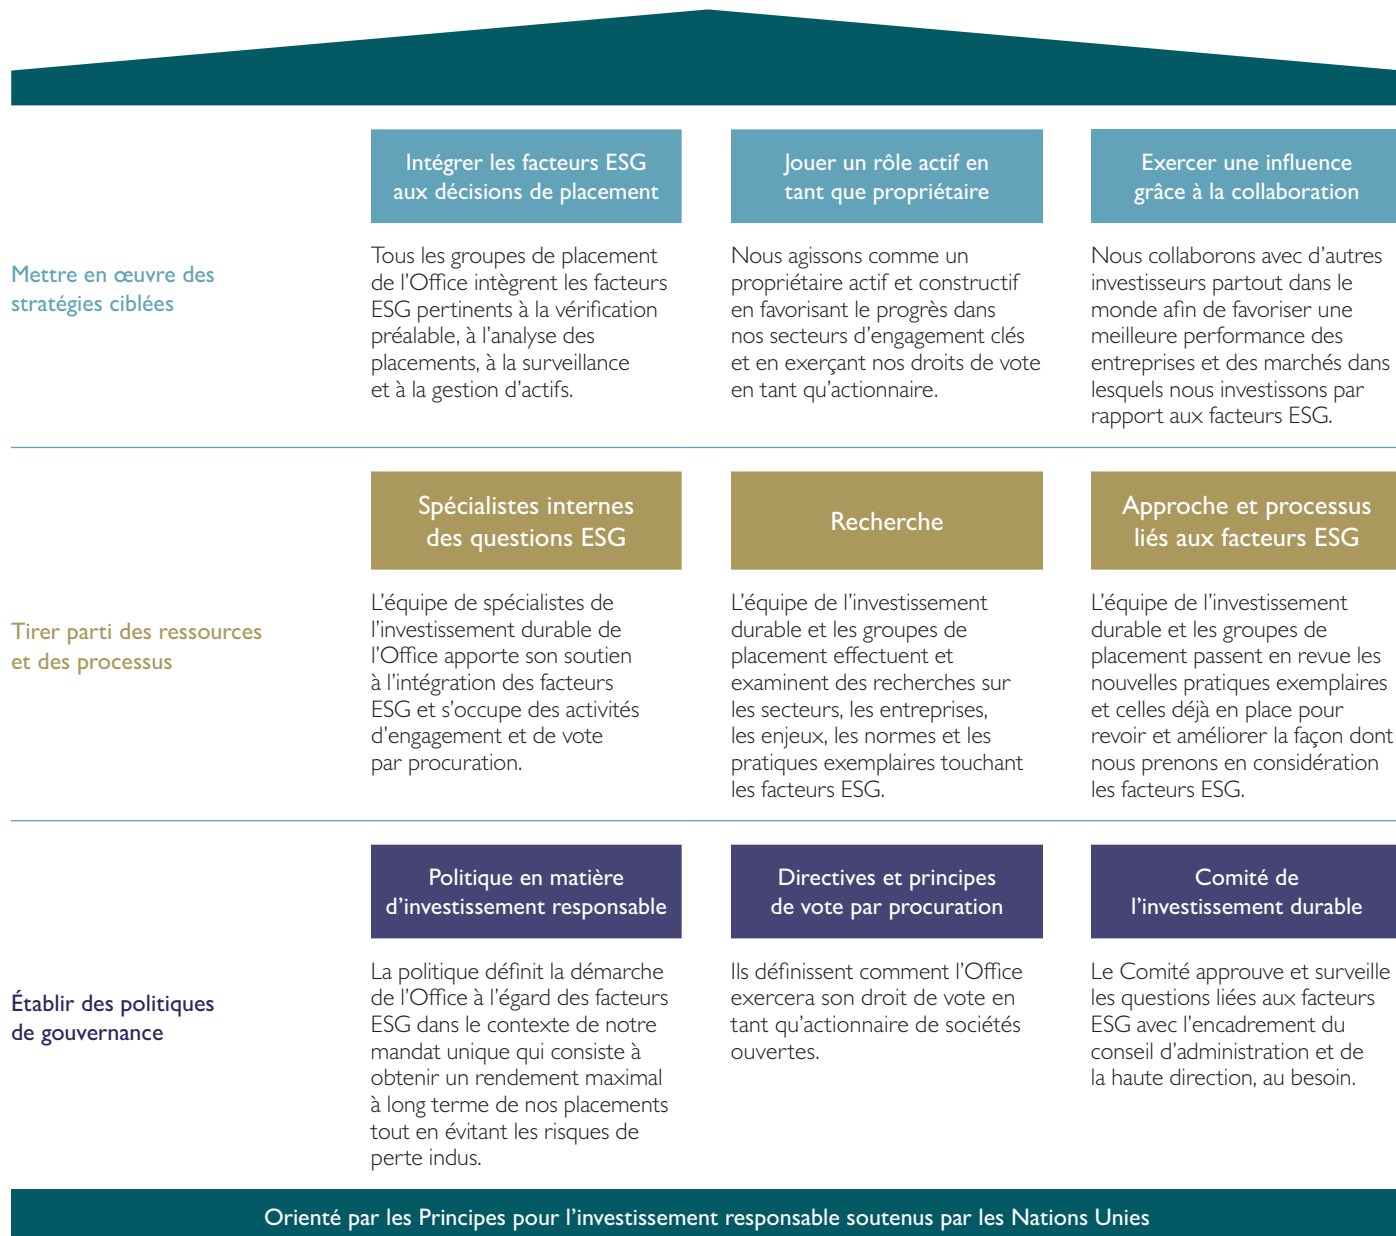 Mettre en œuvre des
stratégies ciblées
Intégrer les facteurs ESG
aux décisions de placement
Tous les groupes de placement
de l’Office intègrent les facteurs
ESG pertinents à la vérification
préalable, à l’analyse des
placements, à la surveillance
et à la gestion d’actifs.
Jouer un rôle actif en
tant que propriétaire
Nous agissons comme un
propriétaire actif et constructif
en favorisant le progrès dans
nos secteurs d’engagement clés
et en exerçant nos droits de vote
en tant qu’actionnaire.
Exercer une influence
grâce à la collaboration
Nous collaborons avec d’autres
investisseurs partout dans le
monde afin de favoriser une
meilleure performance des
entreprises et des marchés dans
lesquels nous investissons par
rapport aux facteurs ESG.
Tirer parti des ressources
et des processus
Spécialistes internes
des questions ESG
L’équipe de spécialistes de
l’investissement durable de
l’Office apporte son soutien
à l’intégration des facteurs
ESG et s’occupe des activités
d’engagement et de vote
par procuration.
Recherche
L’équipe de l’investissement
durable et les groupes de
placement effectuent et
examinent des recherches sur
les secteurs, les entreprises,
les enjeux, les normes et les
pratiques exemplaires touchant
les facteurs ESG.
Approche et processus
liés aux facteurs ESG
L’équipe de l’investissement
durable et les groupes de
placement passent en revue les
nouvelles pratiques exemplaires
et celles déjà en place pour
revoir et améliorer la façon dont
nous prenons en considération
les facteurs ESG.
Établir des politiques
de gouvernance
Politique en matière
d’investissement responsable
La politique définit la démarche
de l’Office à l’égard des facteurs
ESG dans le contexte de notre
mandat unique qui consiste à
obtenir un rendement maximal
à long terme de nos placements
tout en évitant les risques de
perte indus.
Directives et principes
de vote par procuration
Ils définissent comment l’Office
exercera son droit de vote en
tant qu’actionnaire de sociétés
ouvertes.
Comité de
l’investissement durable
Le Comité approuve et surveille
les questions liées aux facteurs
ESG avec l’encadrement du
conseil d’administration et de
la haute direction, au besoin.
Orienté par les Principes pour l’investissement responsable soutenus par les Nations Unies